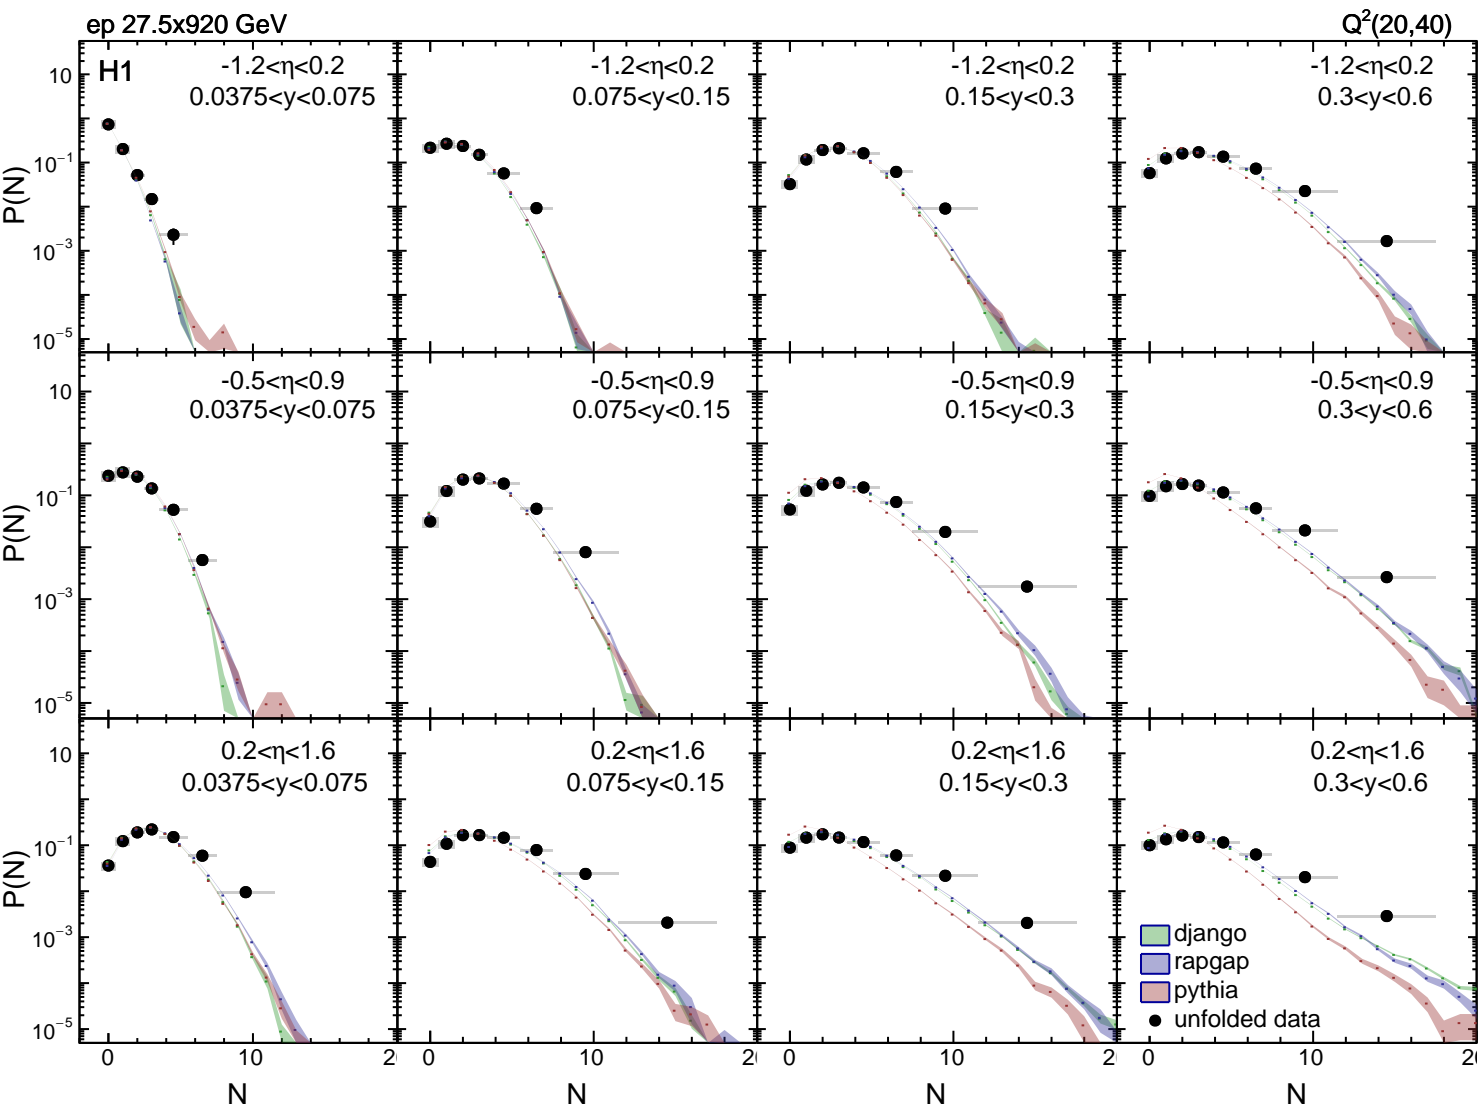 ep 27.5x920 GeV
Q²(20,40)
H1
-1.2<η<0.2
0.0375<y<0.075
-1.2<η<0.2
0.075<y<0.15
-1.2<η<0.2
0.15<y<0.3
-1.2<η<0.2
0.3<y<0.6
10
10⁻¹
10⁻³
10⁻⁵
P(N)
-0.5<η<0.9
0.0375<y<0.075
-0.5<η<0.9
0.075<y<0.15
-0.5<η<0.9
0.15<y<0.3
-0.5<η<0.9
0.3<y<0.6
10
10⁻¹
10⁻³
10⁻⁵
P(N)
0.2<η<1.6
0.0375<y<0.075
0.2<η<1.6
0.075<y<0.15
0.2<η<1.6
0.15<y<0.3
0.2<η<1.6
0.3<y<0.6
10
10⁻¹
10⁻³
10⁻⁵
P(N)
django
rapgap
pythia
unfolded data
0 10 2
0 10 20
0 10 2
0 10 20
N N N N